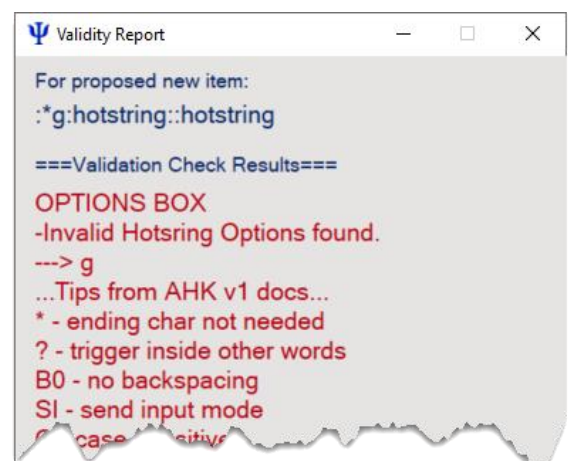 Validity Report
For proposed new item:
:*g:hotstring::hotstring
===Validation Check Results===
OPTIONS BOX
-Invalid Hotsring Options found.
---> g
...Tips from AHK v1 docs...
* - ending char not needed
? - trigger inside other words
B0 - no backspacing
SI - send input mode
case